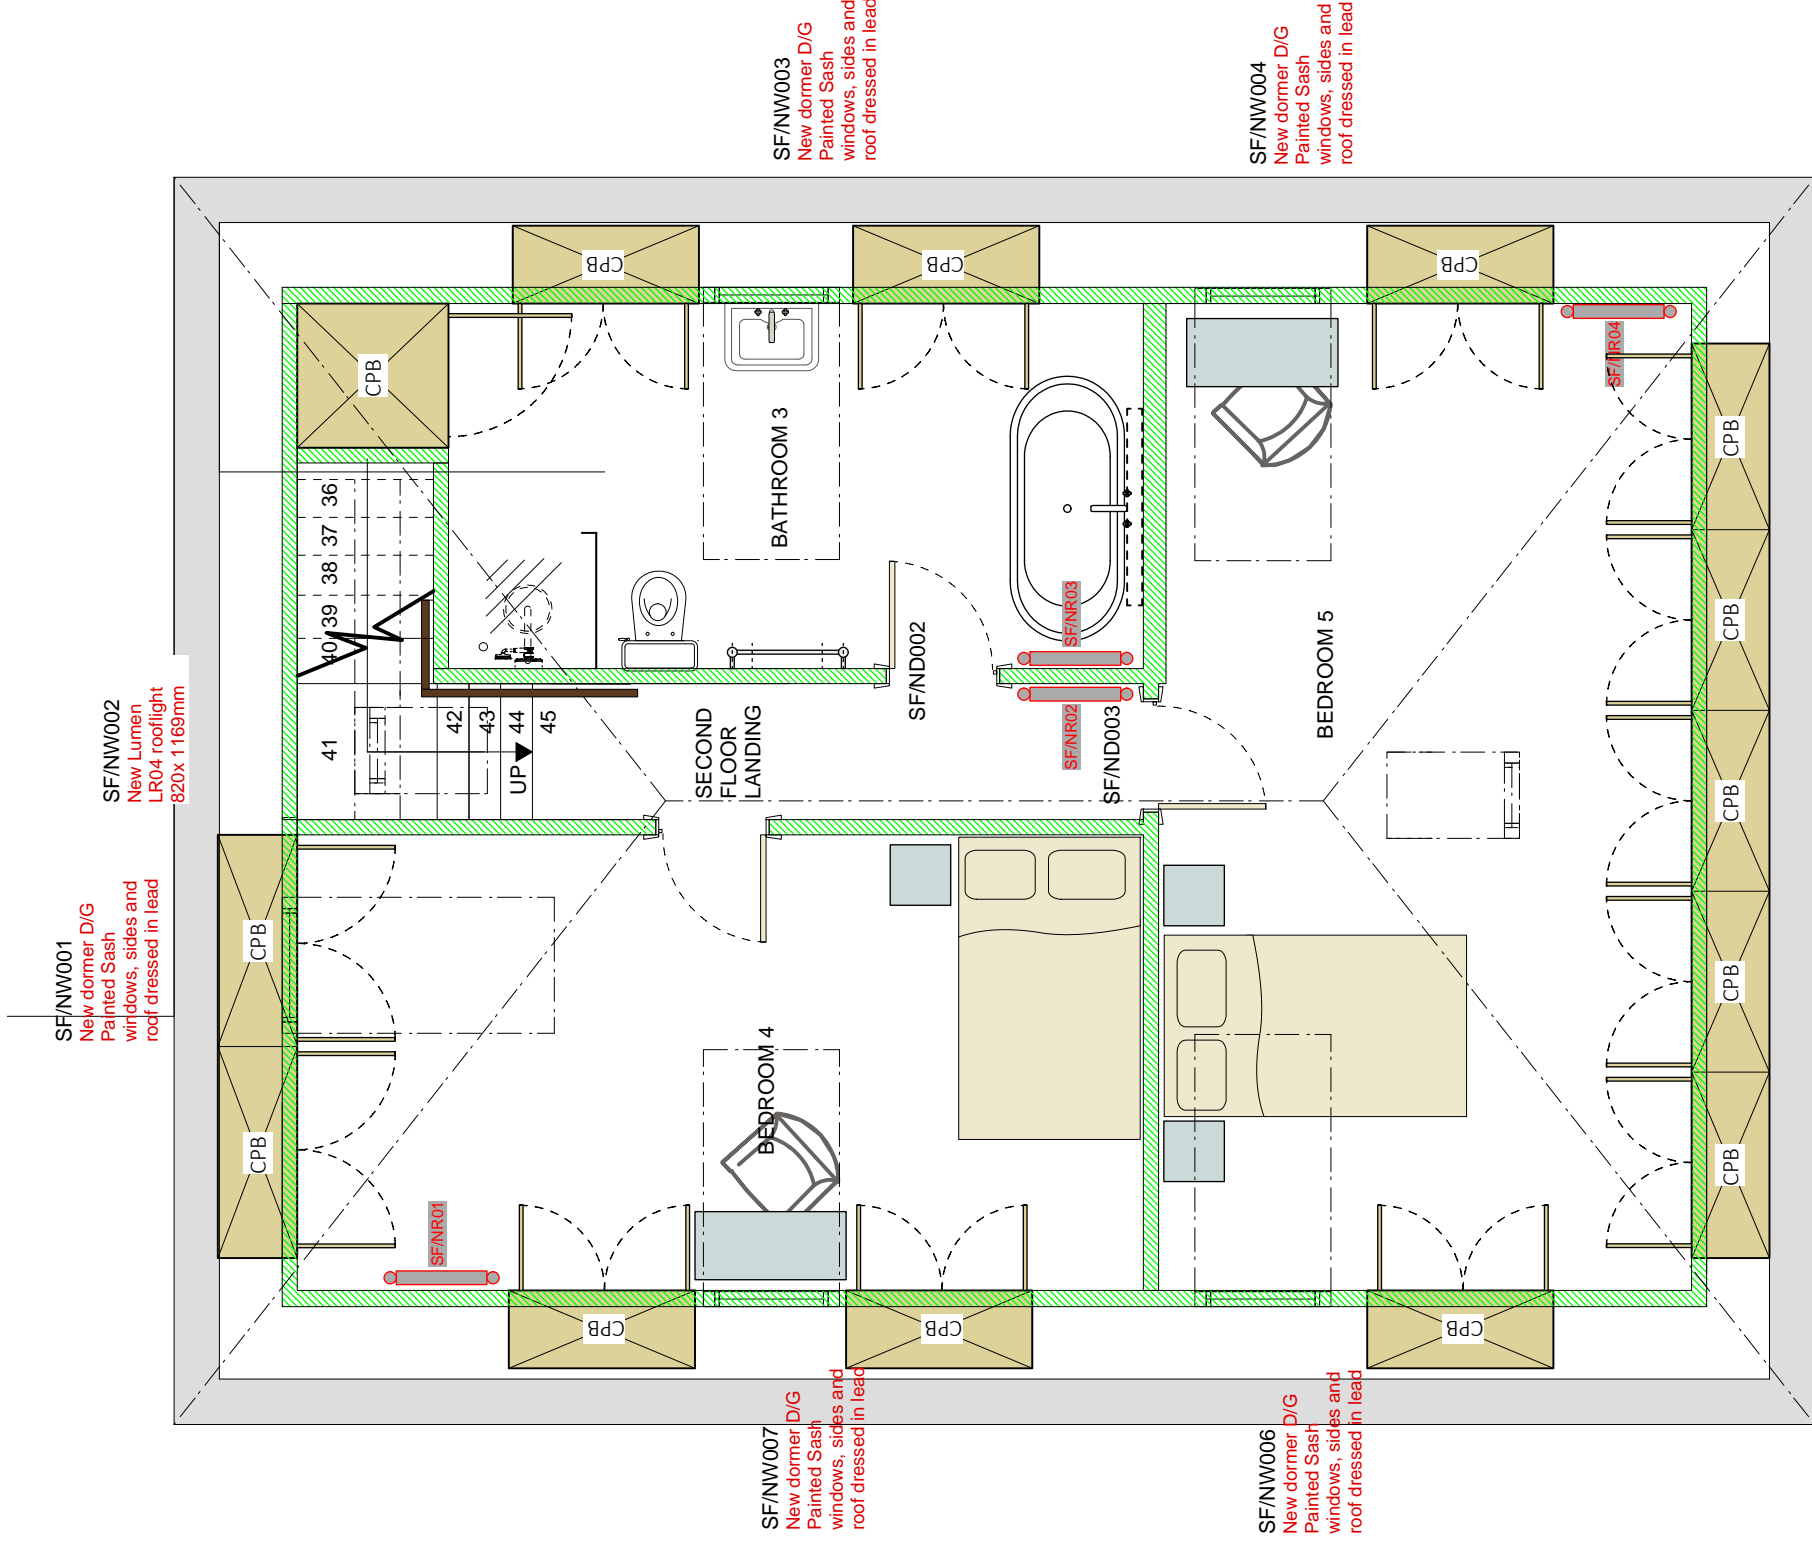 SF/NW001
New dormer D/G
Painted Sash
windows, sides and
roof dressed in lead
SF/NW002
New Lumen
LR04 rooflight
820x 1169mm
SF/NW003
New dormer D/G
Painted Sash
windows, sides and
roof dressed in lead
SF/NW004
New dormer D/G
Painted Sash
windows, sides and
roof dressed in lead
SF/NW007
New dormer D/G
Painted Sash
windows, sides and
roof dressed in lead
SF/NW006
New dormer D/G
Painted Sash
windows, sides and
roof dressed in lead
CPB
CPB
CPB
CPB
CPB
CPB
CPB
CPB
CPB
CPB
CPB
CPB
CPB
CPB
36
37
38
39
40
41
42
43
44
45
UP
SECOND
FLOOR
LANDING
BATHROOM 3
BEDROOM 4
BEDROOM 5
SF/ND002
SF/ND003
SF/NR01
SF/NR02
SF/NR03
SF/NR04